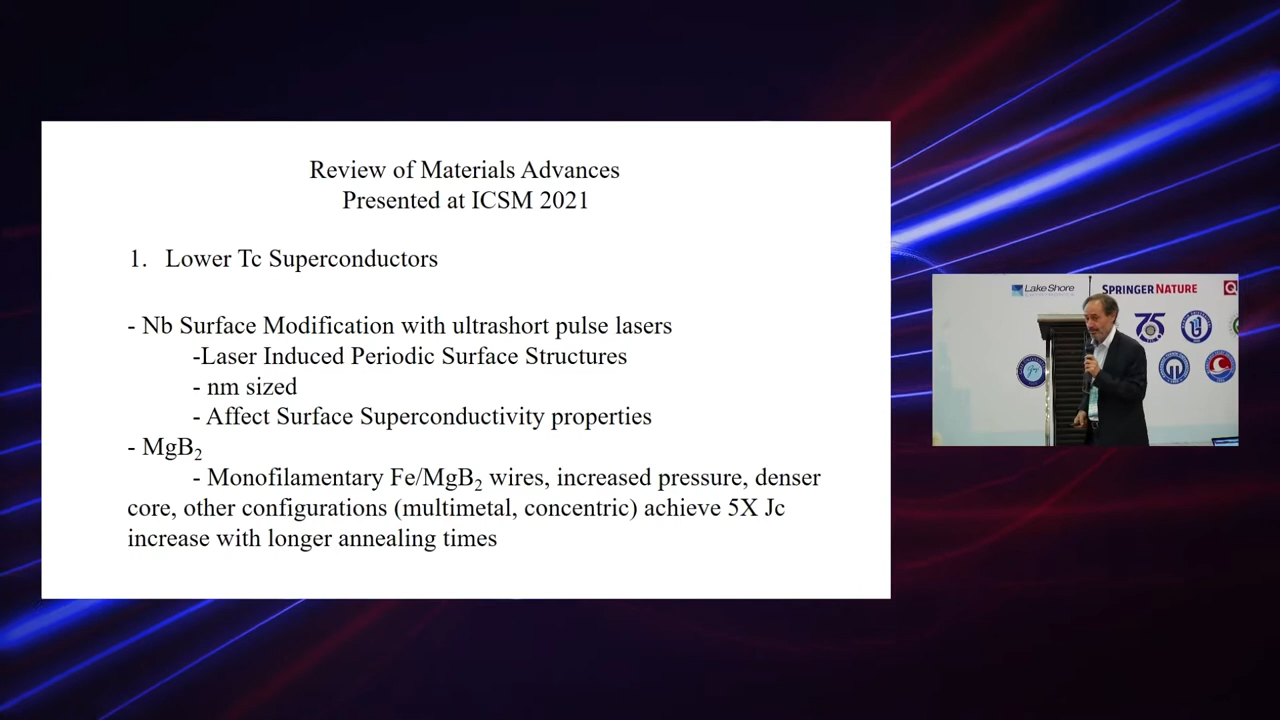 Review of Materials Advances
Presented at ICSM 2021
1. Lower Tc Superconductors
- Nb Surface Modification with ultrashort pulse lasers
-Laser Induced Periodic Surface Structures
- nm sized
- Affect Surface Superconductivity properties
- MgB₂
- Monofilamentary Fe/MgB₂ wires, increased pressure, denser
core, other configurations (multimetal, concentric) achieve 5X Jc
increase with longer annealing times
LakeShore
SPRINGER NATURE
75